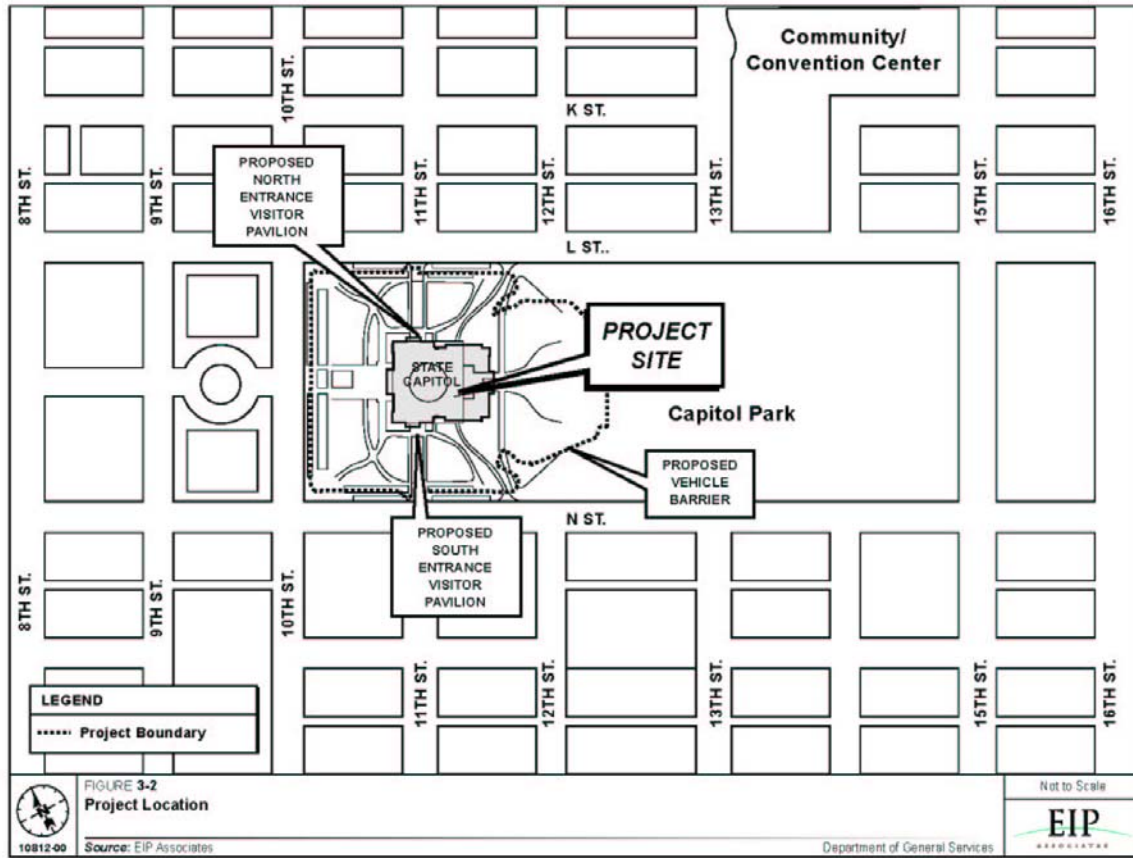 Community/
Convention Center
10TH ST.
K ST.
8TH ST.
9TH ST.
PROPOSED
NORTH
ENTRANCE
VISITOR
PAVILION
11TH ST.
12TH ST.
13TH ST.
15TH ST.
16TH ST.
L ST..
STATE
CAPITOL
PROJECT
SITE
Capitol Park
PROPOSED
VEHICLE
BARRIER
N ST.
PROPOSED
SOUTH
ENTRANCE
VISITOR
PAVILION
8TH ST.
9TH ST.
10TH ST.
11TH ST.
12TH ST.
13TH ST.
15TH ST.
16TH ST.
LEGEND
Project Boundary
FIGURE 3-2
Project Location
10812-00
Source: EIP Associates
Department of General Services
Not to Scale
EIP
ASSOCIATES